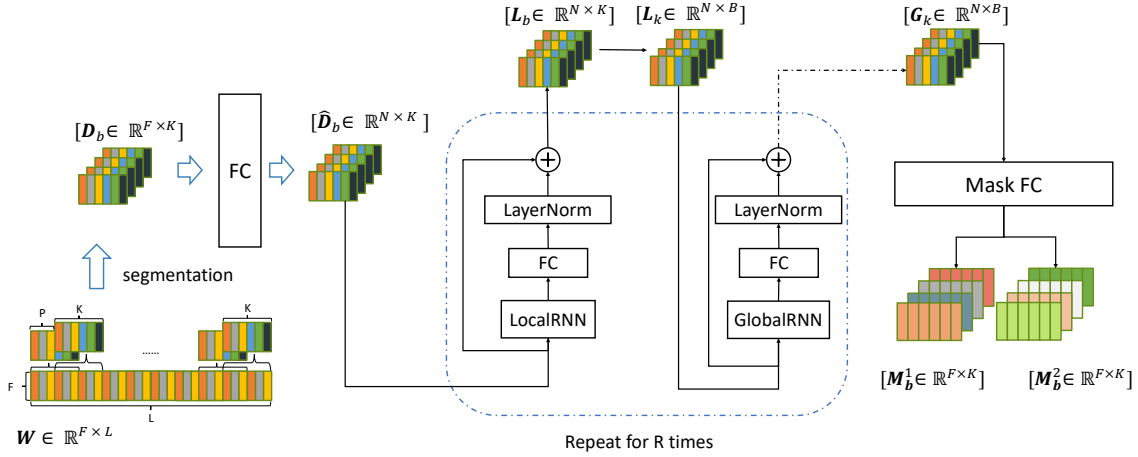 [𝑳_b ∈ ℝ^{N×K}]
[𝑳_k ∈ ℝ^{N×B}]
[𝑮_k ∈ ℝ^{N×B}]
[𝑫_b ∈ ℝ^{F×K}]
FC
[𝑫̂_b ∈ ℝ^{N×K}]
segmentation
P
K
......
K
F
L
𝑾 ∈ ℝ^{F×L}
LayerNorm
FC
LocalRNN
LayerNorm
FC
GlobalRNN
Repeat for R times
Mask FC
[𝑴_b^1 ∈ ℝ^{F×K}]
[𝑴_b^2 ∈ ℝ^{F×K}]